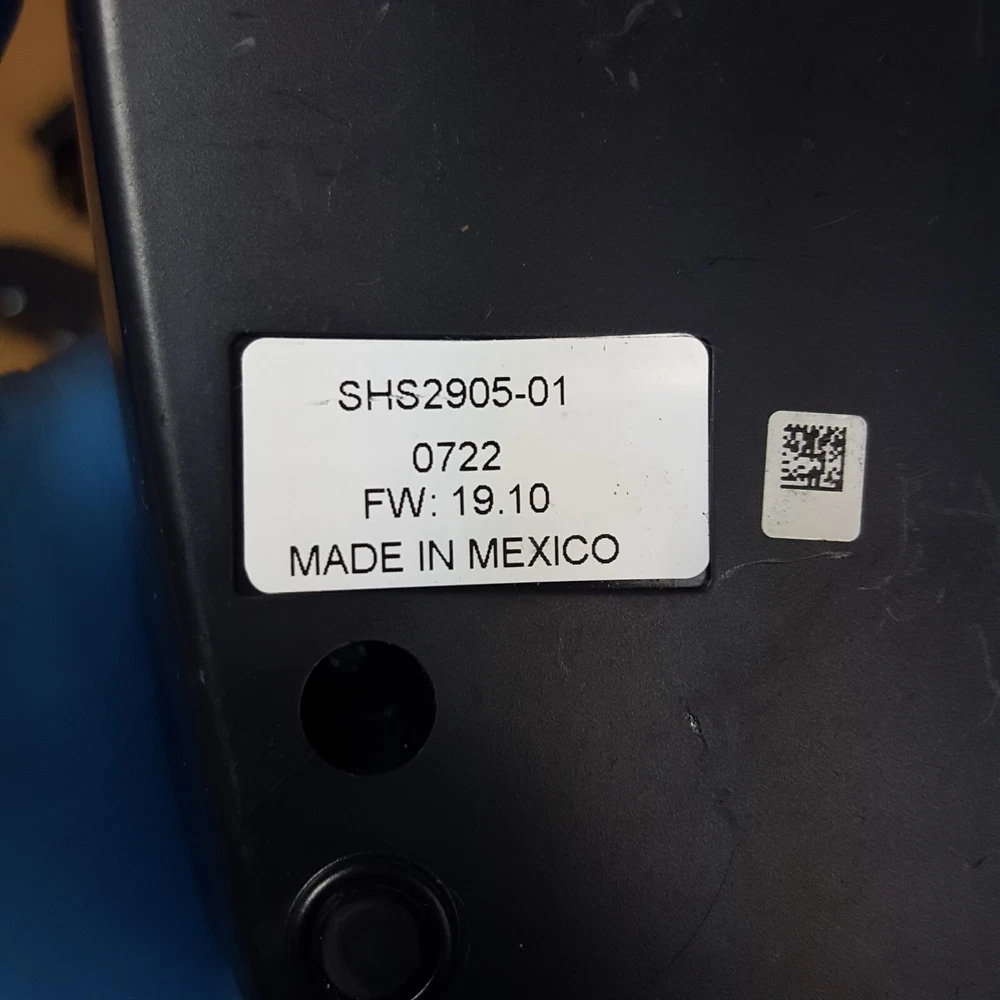 SHS2905-01
0722
FW: 19.10
MADE IN MEXICO